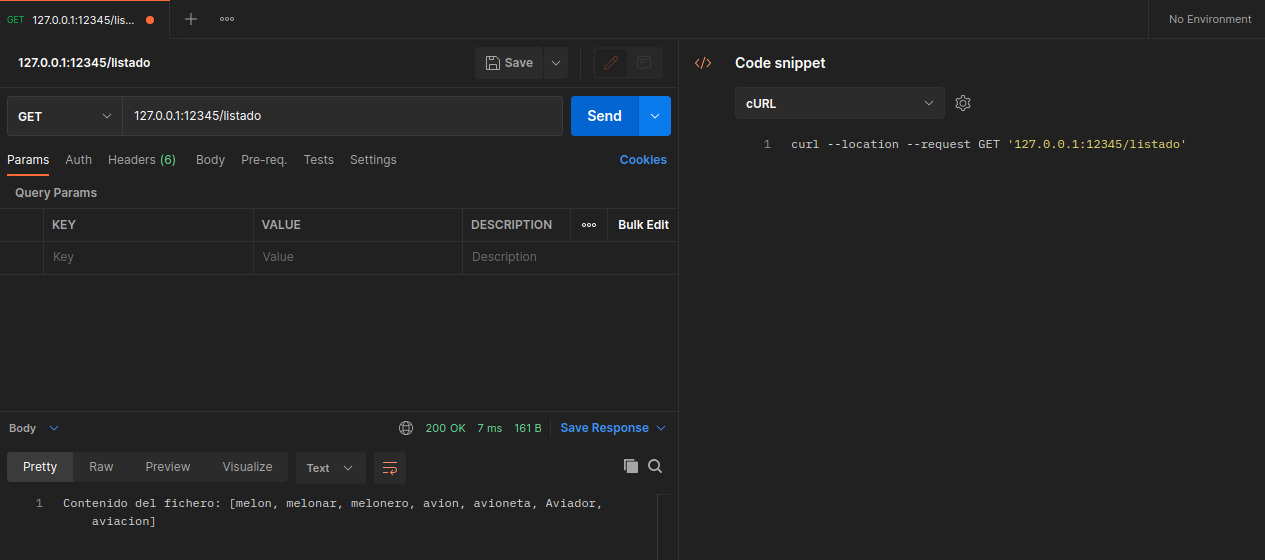 GET 127.0.0.1:12345/lis...
No Environment
127.0.0.1:12345/listado
Save
GET
127.0.0.1:12345/listado
Send
Params Auth Headers (6) Body Pre-req. Tests Settings Cookies
Query Params
KEY VALUE DESCRIPTION Bulk Edit
Key Value Description
Body 200 OK 7 ms 161 B Save Response
Pretty Raw Preview Visualize Text
1 Contenido del fichero: [melon, melonar, melonero, avion, avioneta, Aviador,
aviacion]
</> Code snippet
cURL
1 curl --location --request GET '127.0.0.1:12345/listado'